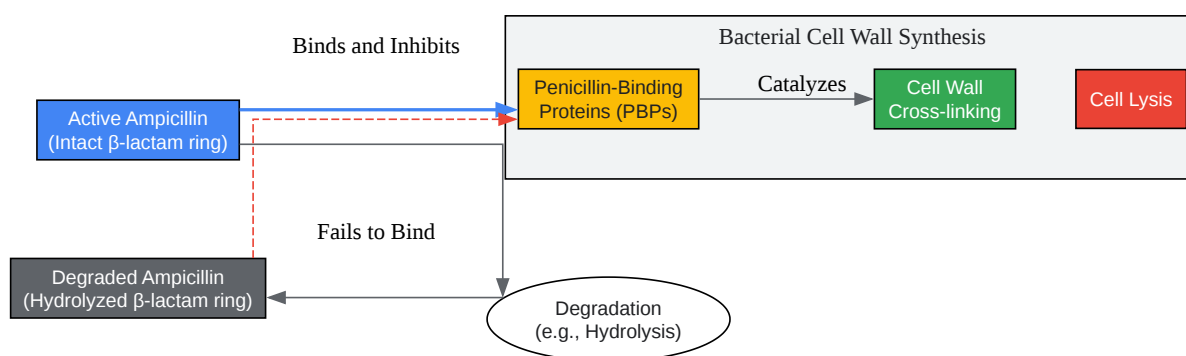 Bacterial Cell Wall Synthesis
Binds and Inhibits
Penicillin-Binding
Proteins (PBPs)
Catalyzes
Cell Wall
Cross-linking
Cell Lysis
Active Ampicillin
(Intact β-lactam ring)
Fails to Bind
Degraded Ampicillin
(Hydrolyzed β-lactam ring)
Degradation
(e.g., Hydrolysis)